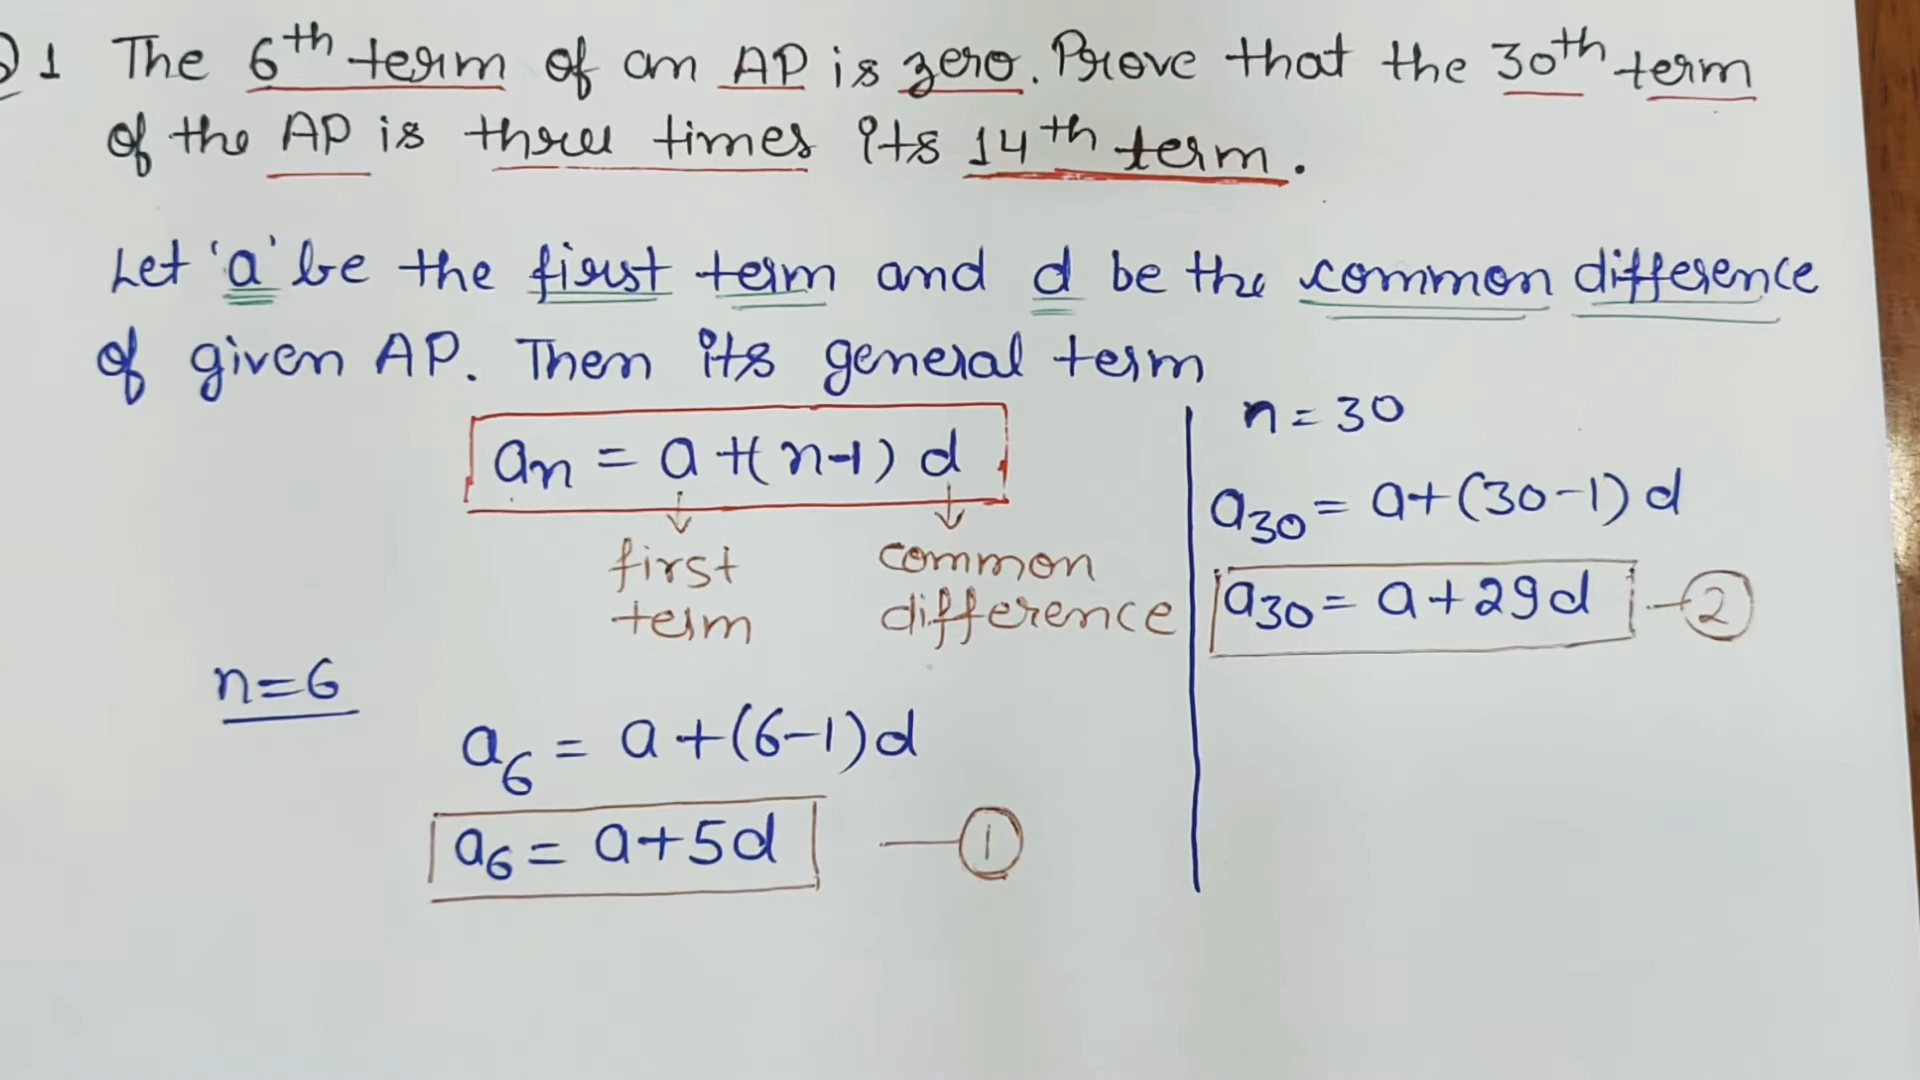 1 The 6th term of an AP is zero. Prove that the 30th term
of the AP is three times its 14th term.
Let 'a' be the first term and d be the common difference
of given AP. Then its general term
an = a+(n-1) d
first term
common difference
n=6
a6 = a+(6-1)d
a6 = a+5d
1
n = 30
a30 = a+(30-1) d
a30 = a+29d
2